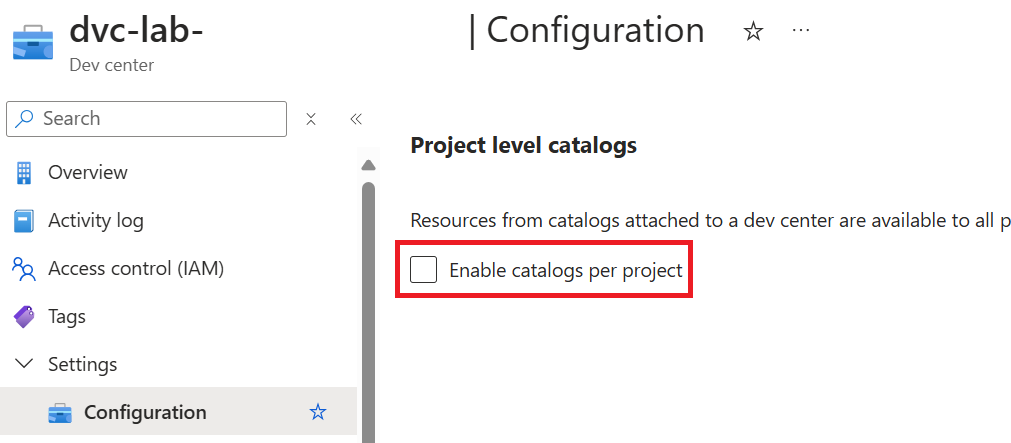 dvc-lab- | Configuration
Dev center
Search
Project level catalogs
Overview
Resources from catalogs attached to a dev center are available to all p
Activity log
Enable catalogs per project
Access control (IAM)
Tags
Settings
Configuration